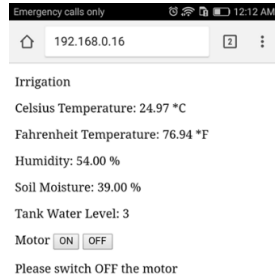 Emergency calls only 12:12 AM
192.168.0.16 2
Irrigation
Celsius Temperature: 24.97 *C
Fahrenheit Temperature: 76.94 *F
Humidity: 54.00 %
Soil Moisture: 39.00 %
Tank Water Level: 3
Motor ON OFF
Please switch OFF the motor